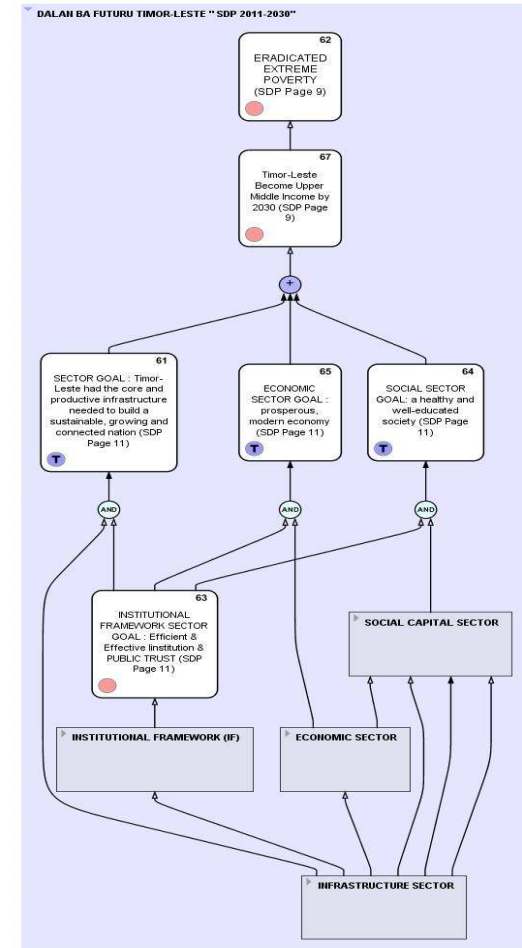 DALAN BA FUTURU TIMOR-LESTE " SDP 2011-2030"
62
ERADICATED
EXTREME
POVERTY
(SDP Page 9)
67
Timor-Leste
Become Upper
Middle Income by
2030 (SDP Page
9)
+
61
SECTOR GOAL : Timor-
Leste had the core and
productive infrastructure
needed to build a
sustainable, growing and
connected nation (SDP
Page 11)
T
65
ECONOMIC
SECTOR GOAL :
prosperous,
modern economy
(SDP Page 11)
T
64
SOCIAL SECTOR
GOAL: a healthy and
well-educated
society (SDP Page
11)
T
AND
AND
AND
63
INSTITUTIONAL
FRAMEWORK SECTOR
GOAL : Efficient &
Effective Iinstitution &
PUBLIC TRUST (SDP
Page 11)
SOCIAL CAPITAL SECTOR
INSTITUTIONAL FRAMEWORK (IF)
ECONOMIC SECTOR
INFRASTRUCTURE SECTOR